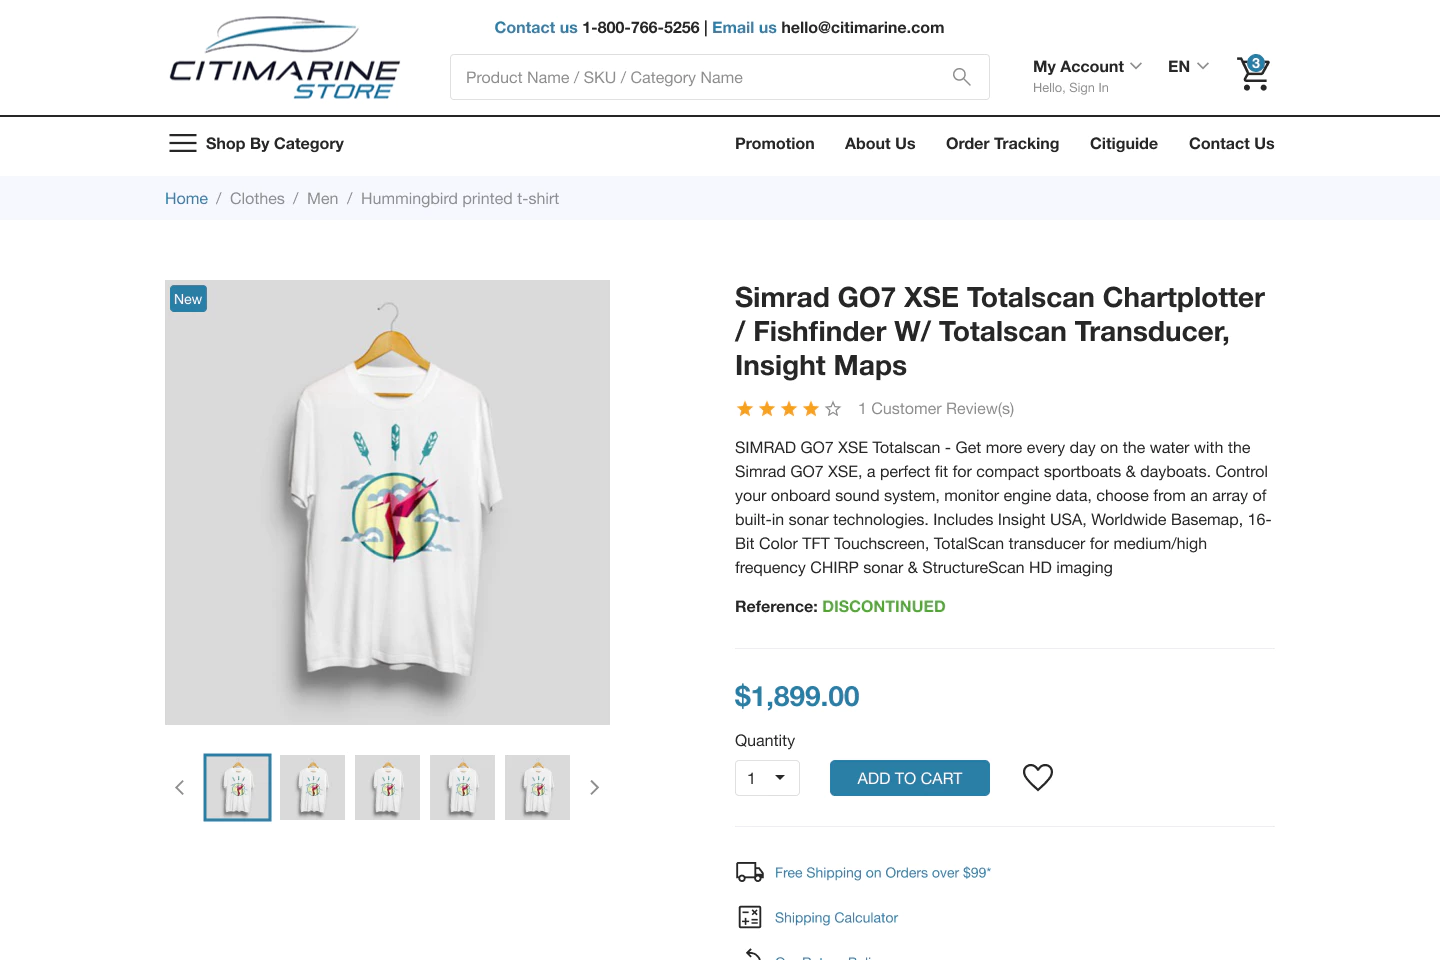 Contact us 1-800-766-5256 | Email us hello@citimarine.com
CITIMARINE
STORE
Product Name / SKU / Category Name
My Account
Hello, Sign In
EN
3
Shop By Category
Promotion
About Us
Order Tracking
Citiguide
Contact Us
Home / Clothes / Men / Hummingbird printed t-shirt
New
Simrad GO7 XSE Totalscan Chartplotter
/ Fishfinder W/ Totalscan Transducer,
Insight Maps
1 Customer Review(s)
SIMRAD GO7 XSE Totalscan - Get more every day on the water with the
Simrad GO7 XSE, a perfect fit for compact sportboats & dayboats. Control
your onboard sound system, monitor engine data, choose from an array of
built-in sonar technologies. Includes Insight USA, Worldwide Basemap, 16-
Bit Color TFT Touchscreen, TotalScan transducer for medium/high
frequency CHIRP sonar & StructureScan HD imaging
Reference: DISCONTINUED
$1,899.00
Quantity
1
ADD TO CART
Free Shipping on Orders over $99*
Shipping Calculator